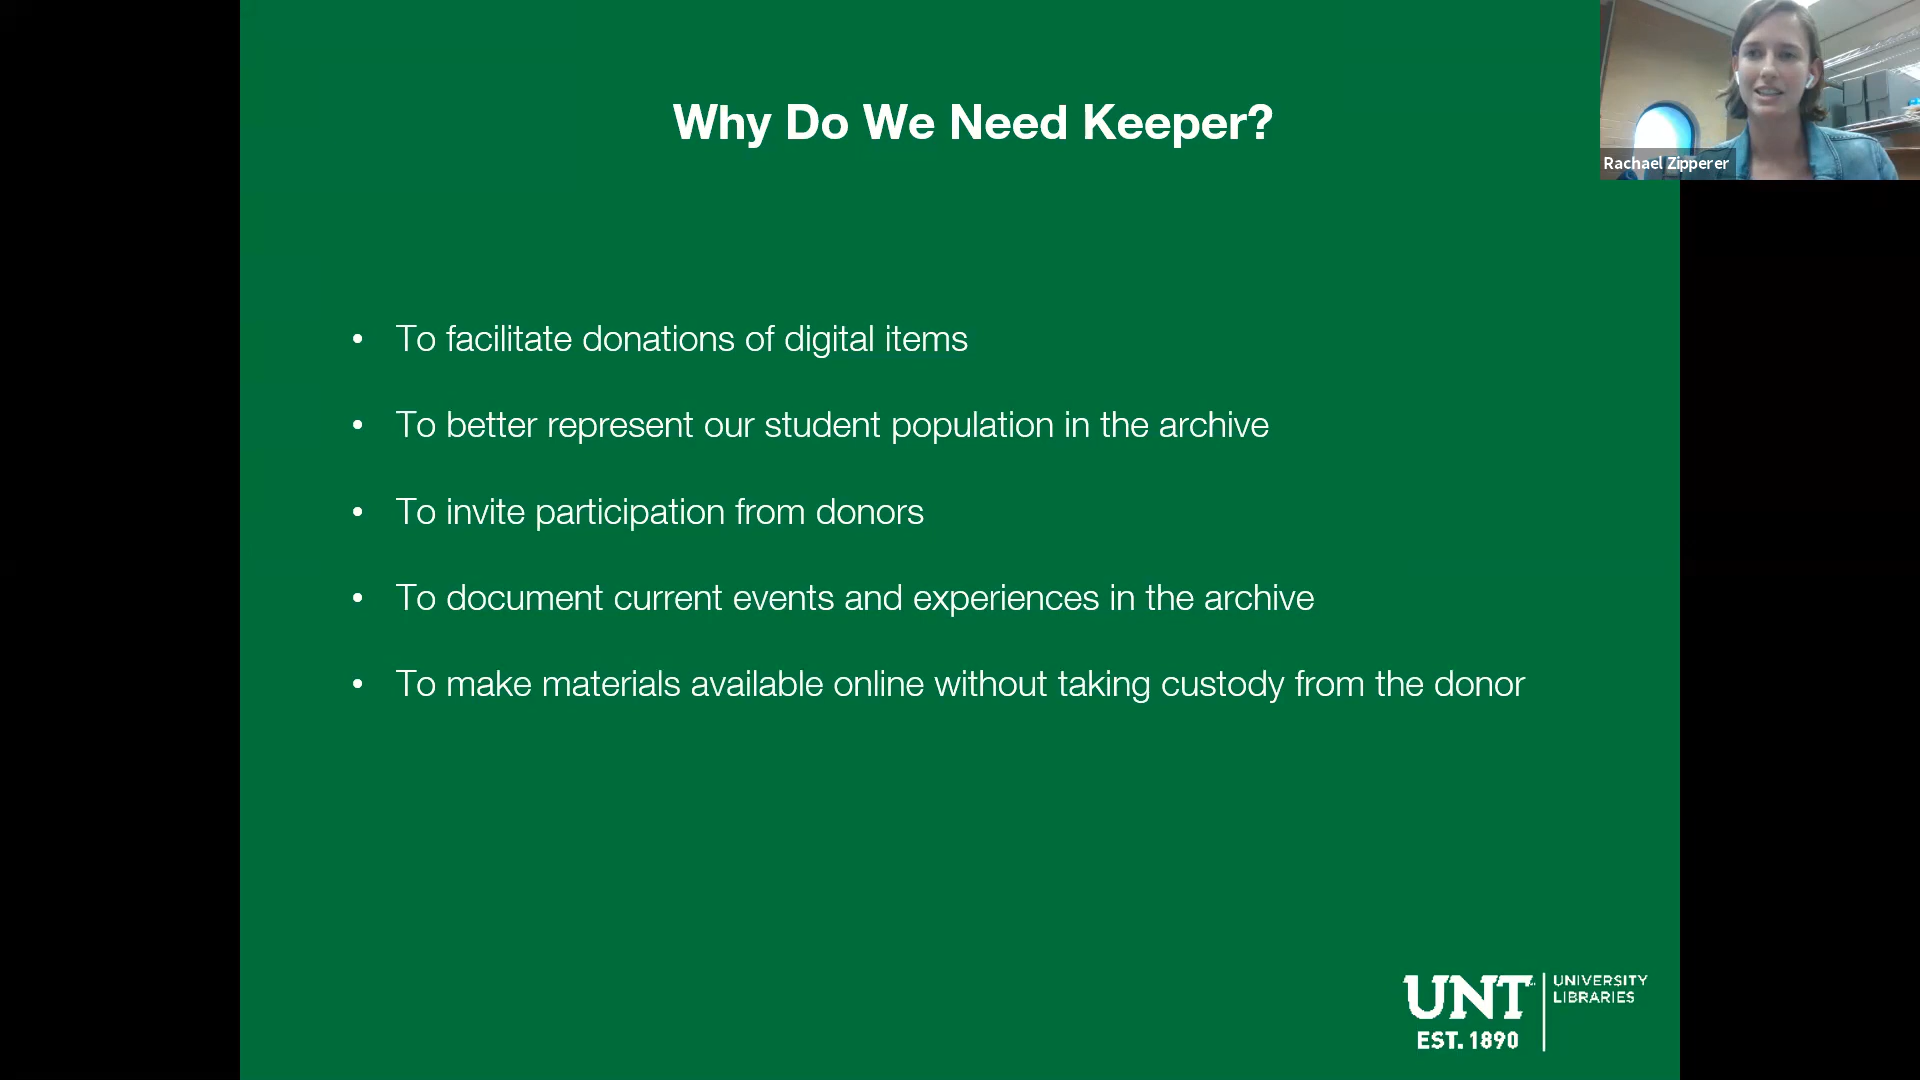 Why Do We Need Keeper?
Rachael Zipperer
• To facilitate donations of digital items
• To better represent our student population in the archive
• To invite participation from donors
• To document current events and experiences in the archive
• To make materials available online without taking custody from the donor
UNT
EST. 1890
UNIVERSITY
LIBRARIES